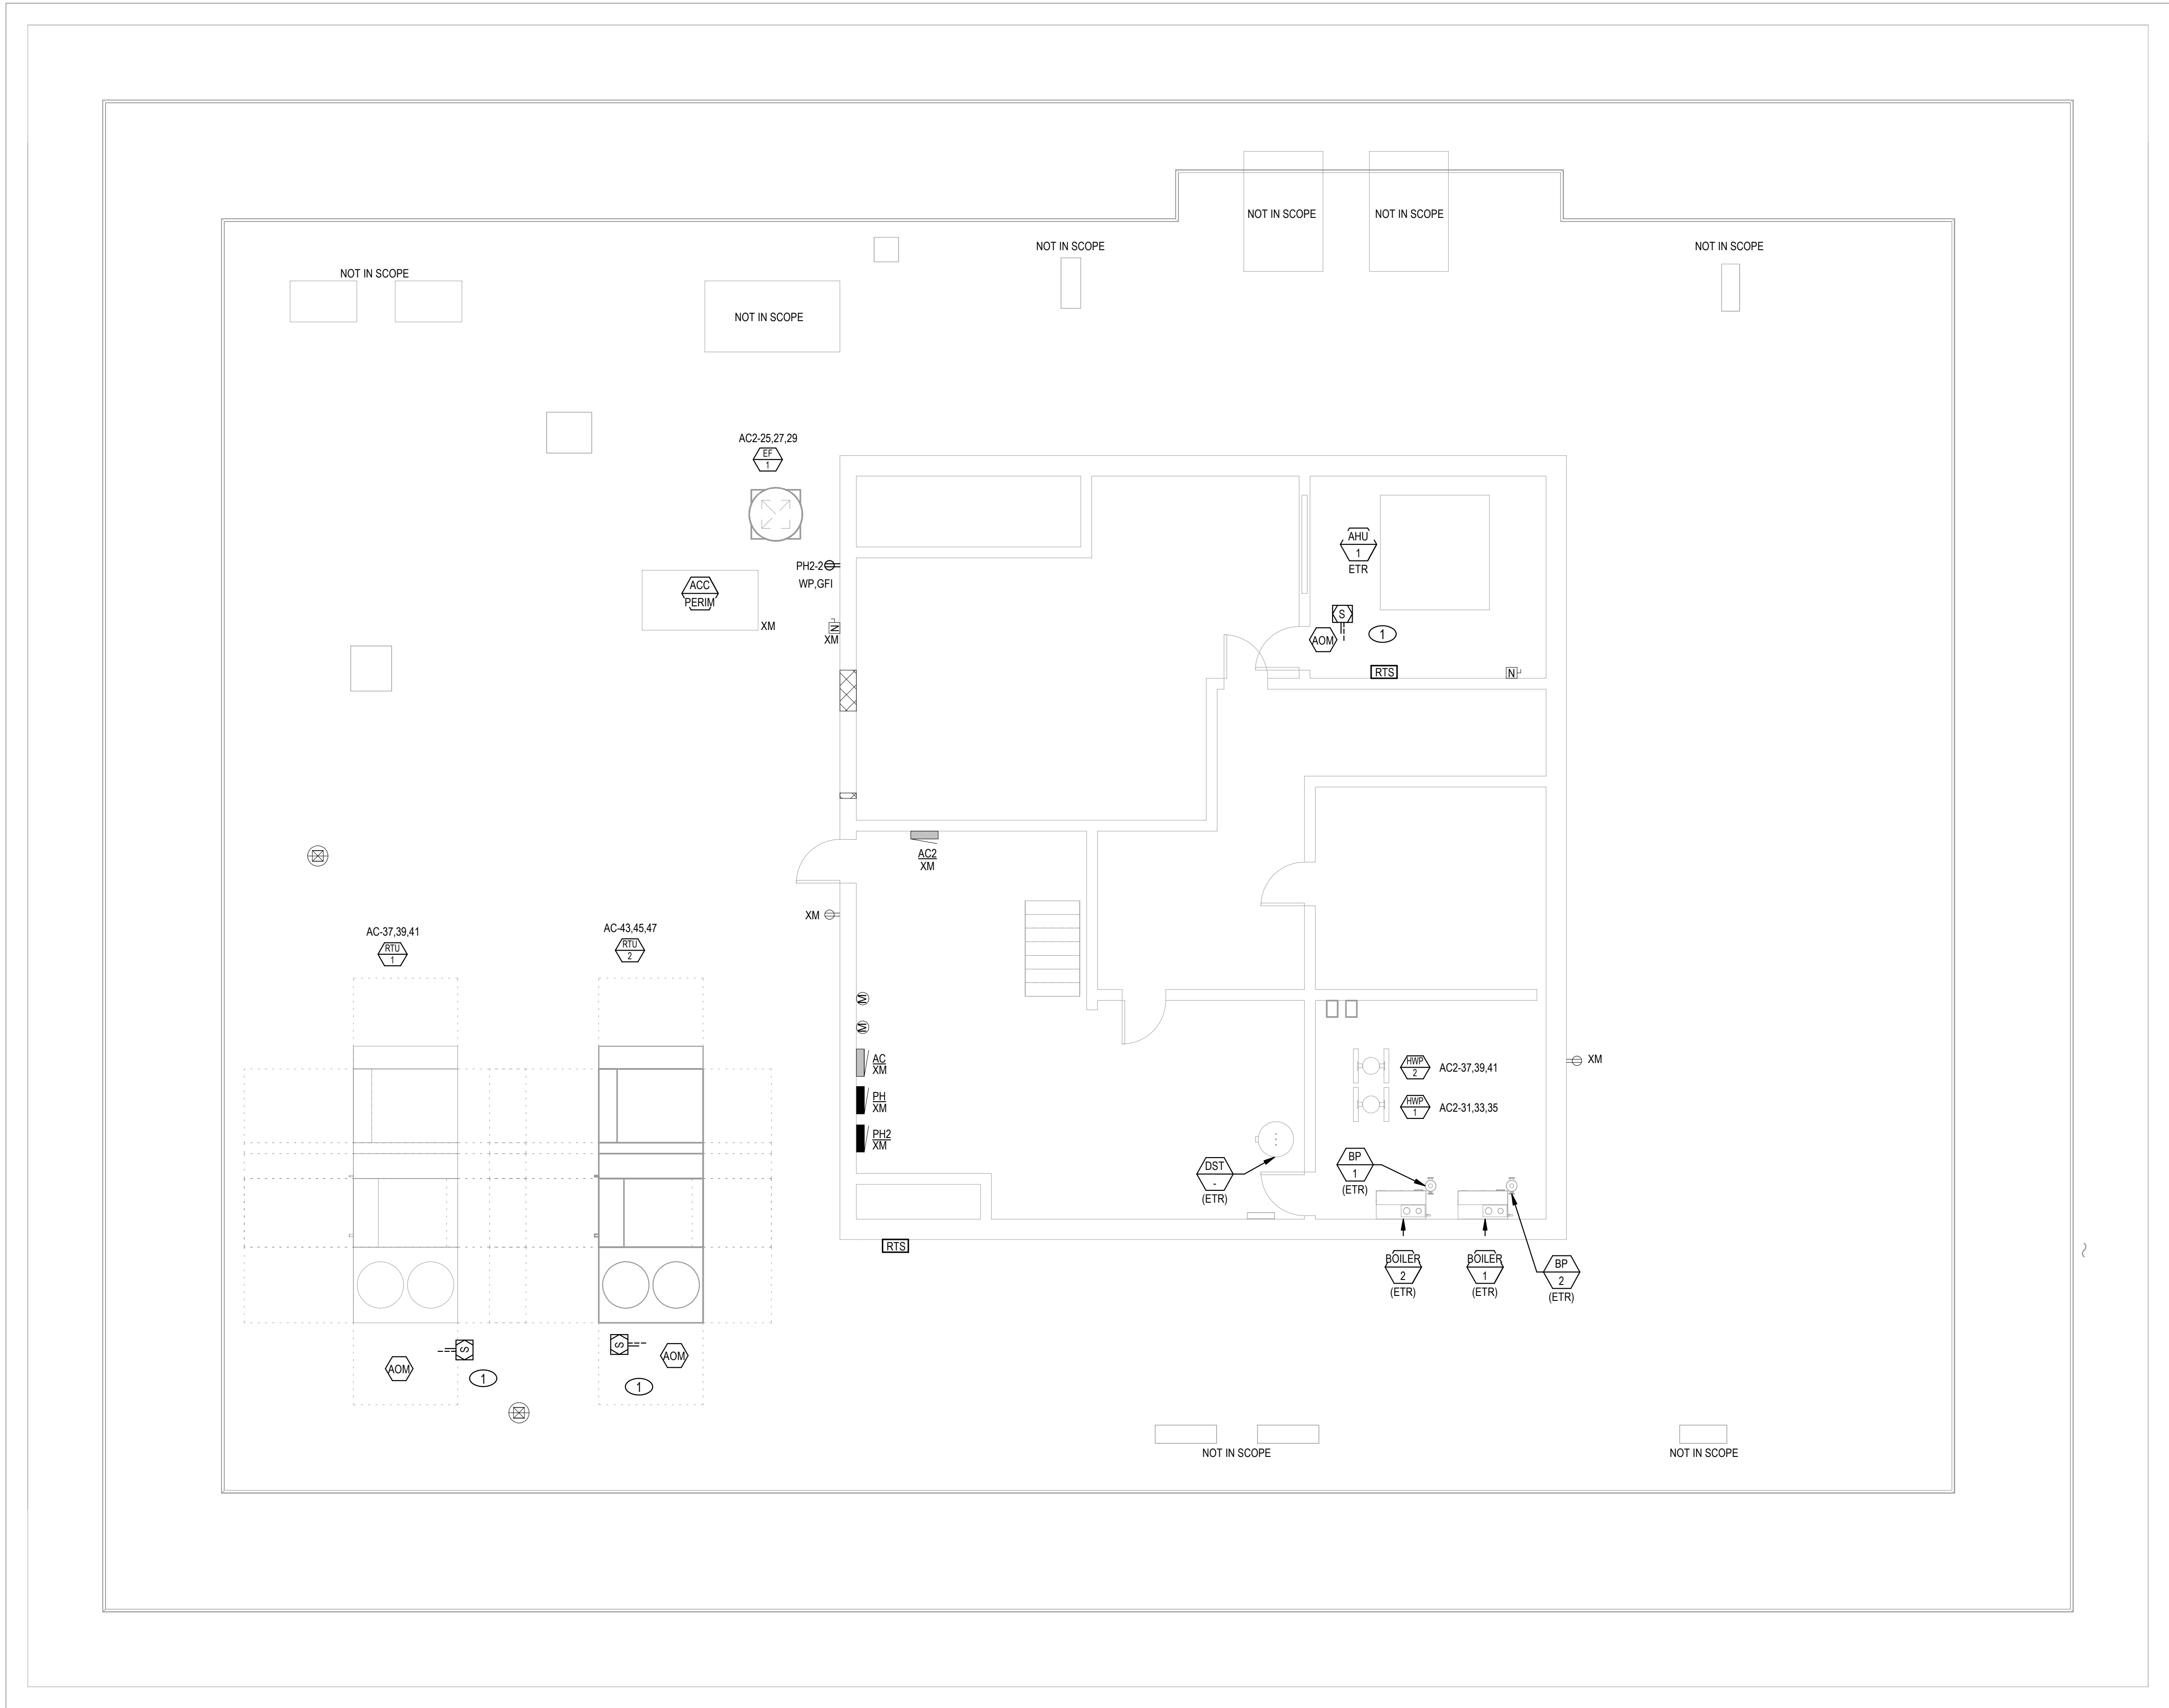 NOT IN SCOPE
NOT IN SCOPE
NOT IN SCOPE
NOT IN SCOPE
NOT IN SCOPE
NOT IN SCOPE
AC2-25,27,29
EF
1
AHU
1
ETR
PH2-2
WP,GFI
ACC
PERIM
XM
N
XM
S
AOM
1
RTS
N
AC2
XM
XM
AC-37,39,41
RTU
1
AC-43,45,47
RTU
2
M
M
AC
XM
PH
XM
PH2
XM
HWP
2
AC2-37,39,41
XM
HWP
1
AC2-31,33,35
DST
-
(ETR)
BP
1
(ETR)
RTS
BOILER
2
(ETR)
BOILER
1
(ETR)
BP
2
(ETR)
S
AOM
1
S
AOM
1
NOT IN SCOPE
NOT IN SCOPE